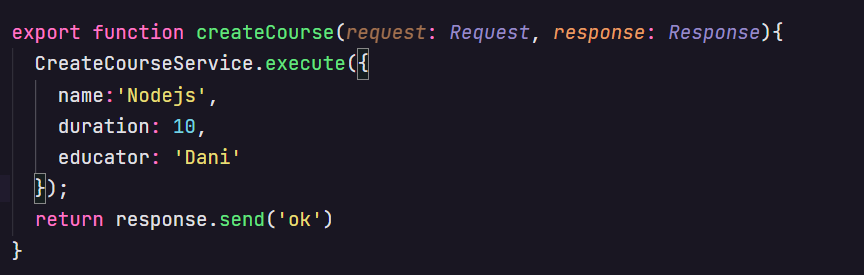 export function createCourse(request: Request, response: Response){
  CreateCourseService.execute({
    name:'Nodejs',
    duration: 10,
    educator: 'Dani'
  });
  return response.send('ok')
}